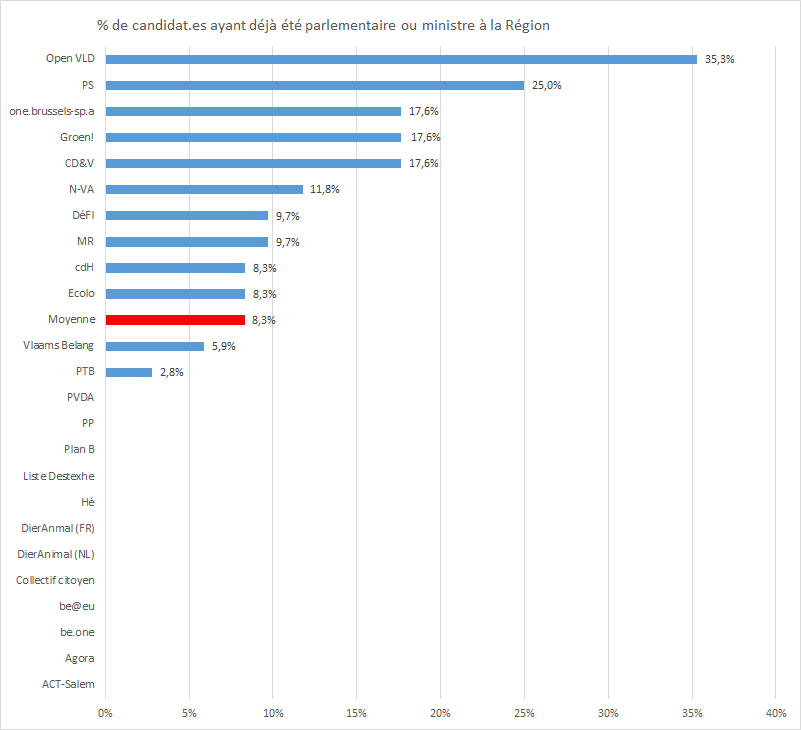 % de candidat.es ayant déjà été parlementaire ou ministre à la Région
Open VLD 35,3%
PS 25,0%
one.brussels-sp.a 17,6%
Groen! 17,6%
CD&V 17,6%
N-VA 11,8%
DéFI 9,7%
MR 9,7%
cdH 8,3%
Ecolo 8,3%
Moyenne 8,3%
Vlaams Belang 5,9%
PTB 2,8%
PVDA
PP
Plan B
Liste Destexhe
Hé
DierAnmal (FR)
DierAnimal (NL)
Collectif citoyen
be@eu
be.one
Agora
ACT-Salem
0% 5% 10% 15% 20% 25% 30% 35% 40%